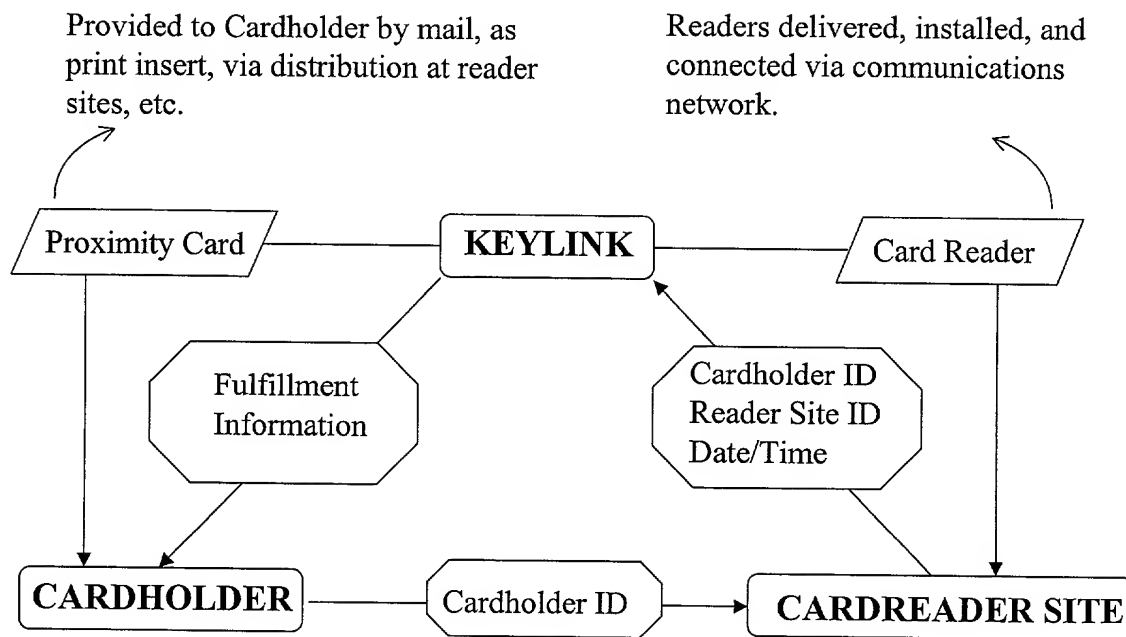 Provided to Cardholder by mail, as
print insert, via distribution at reader
sites, etc.
Readers delivered, installed, and
connected via communications
network.
Proximity Card
KEYLINK
Card Reader
Fulfillment
Information
Cardholder ID
Reader Site ID
Date/Time
CARDHOLDER
Cardholder ID
CARDREADER SITE